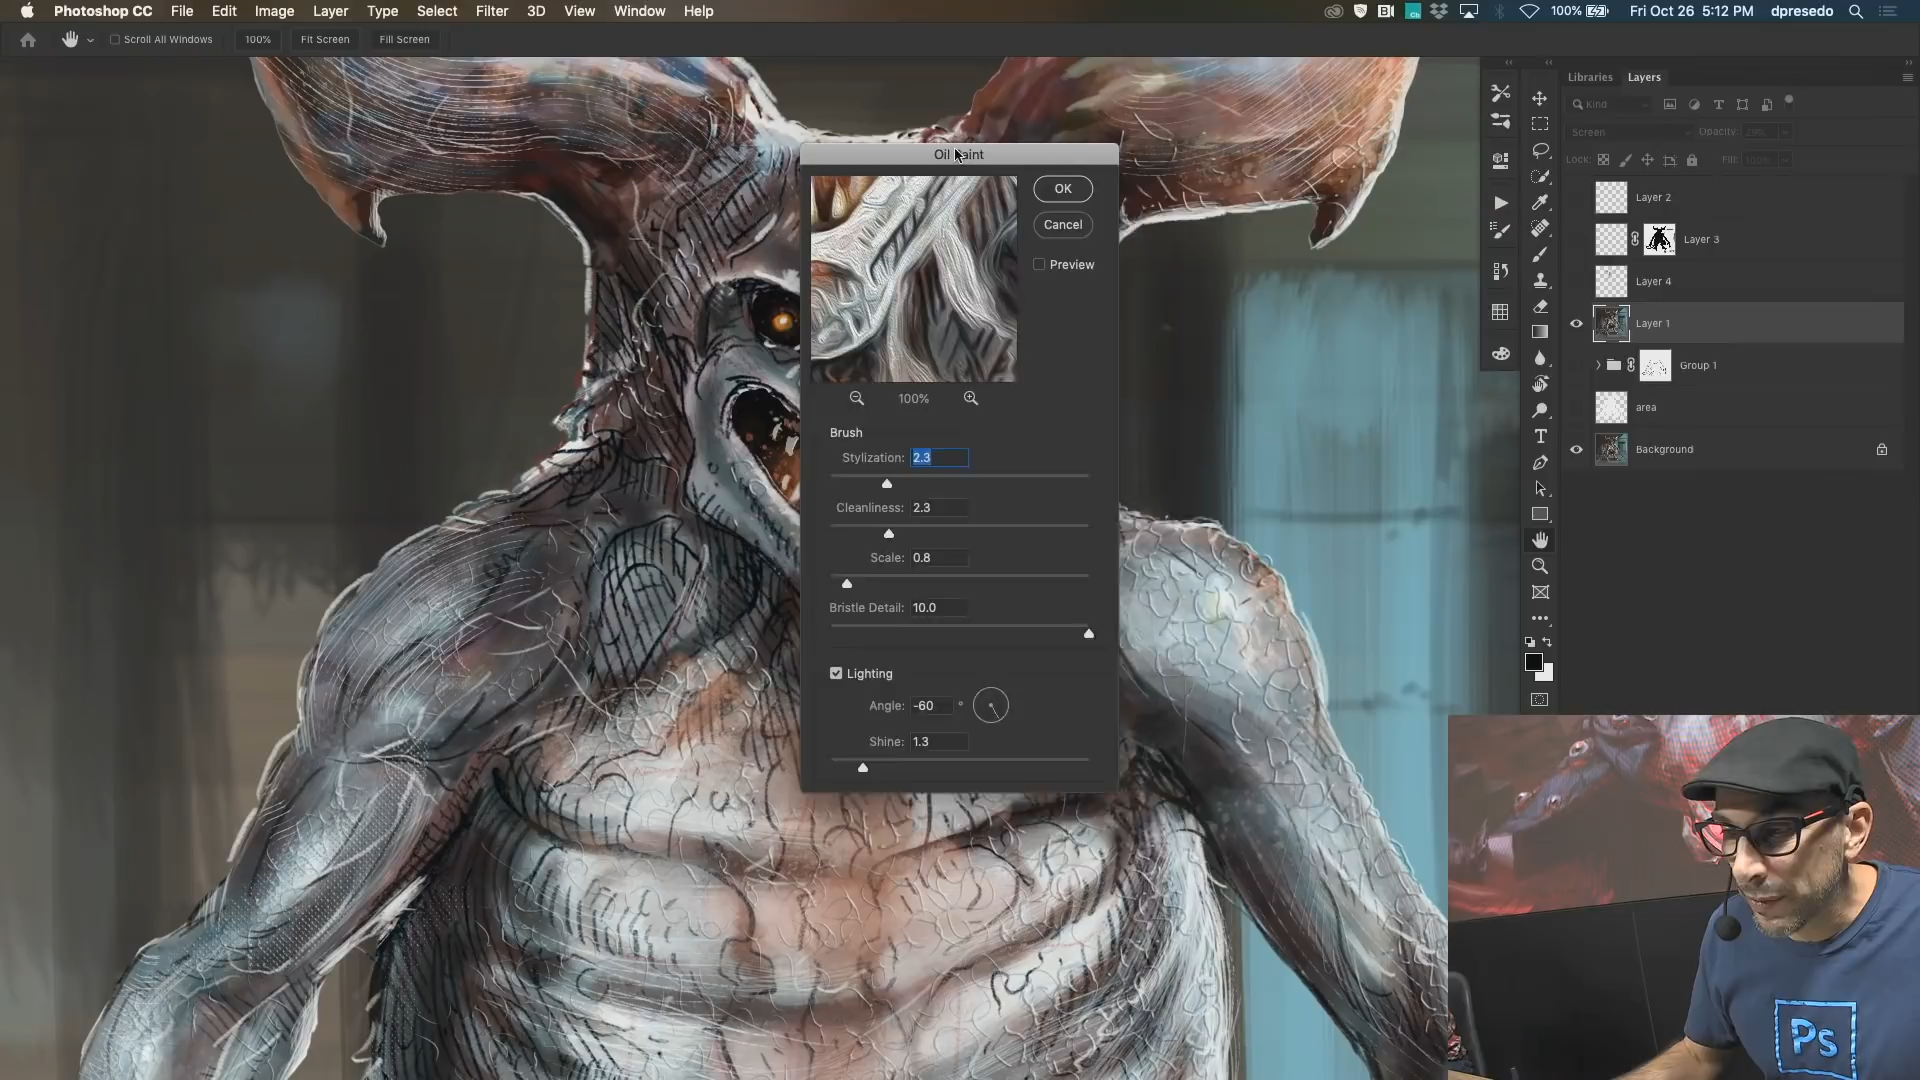 Photoshop CC File Edit Image Layer Type Select Filter 3D View Window Help 100% Fri Oct 26 5:12 PM dpresedo
Scroll All Windows 100% Fit Screen Fill Screen
Libraries Layers
Kind
Screen Opacity: 29%
Lock: Fill: 100%
Layer 2
Layer 3
Layer 4
Layer 1
Group 1
area
Background
Oil Paint
OK
Cancel
Preview
100%
Brush
Stylization: 2.3
Cleanliness: 2.3
Scale: 0.8
Bristle Detail: 10.0
Lighting
Angle: -60 °
Shine: 1.3
Ps